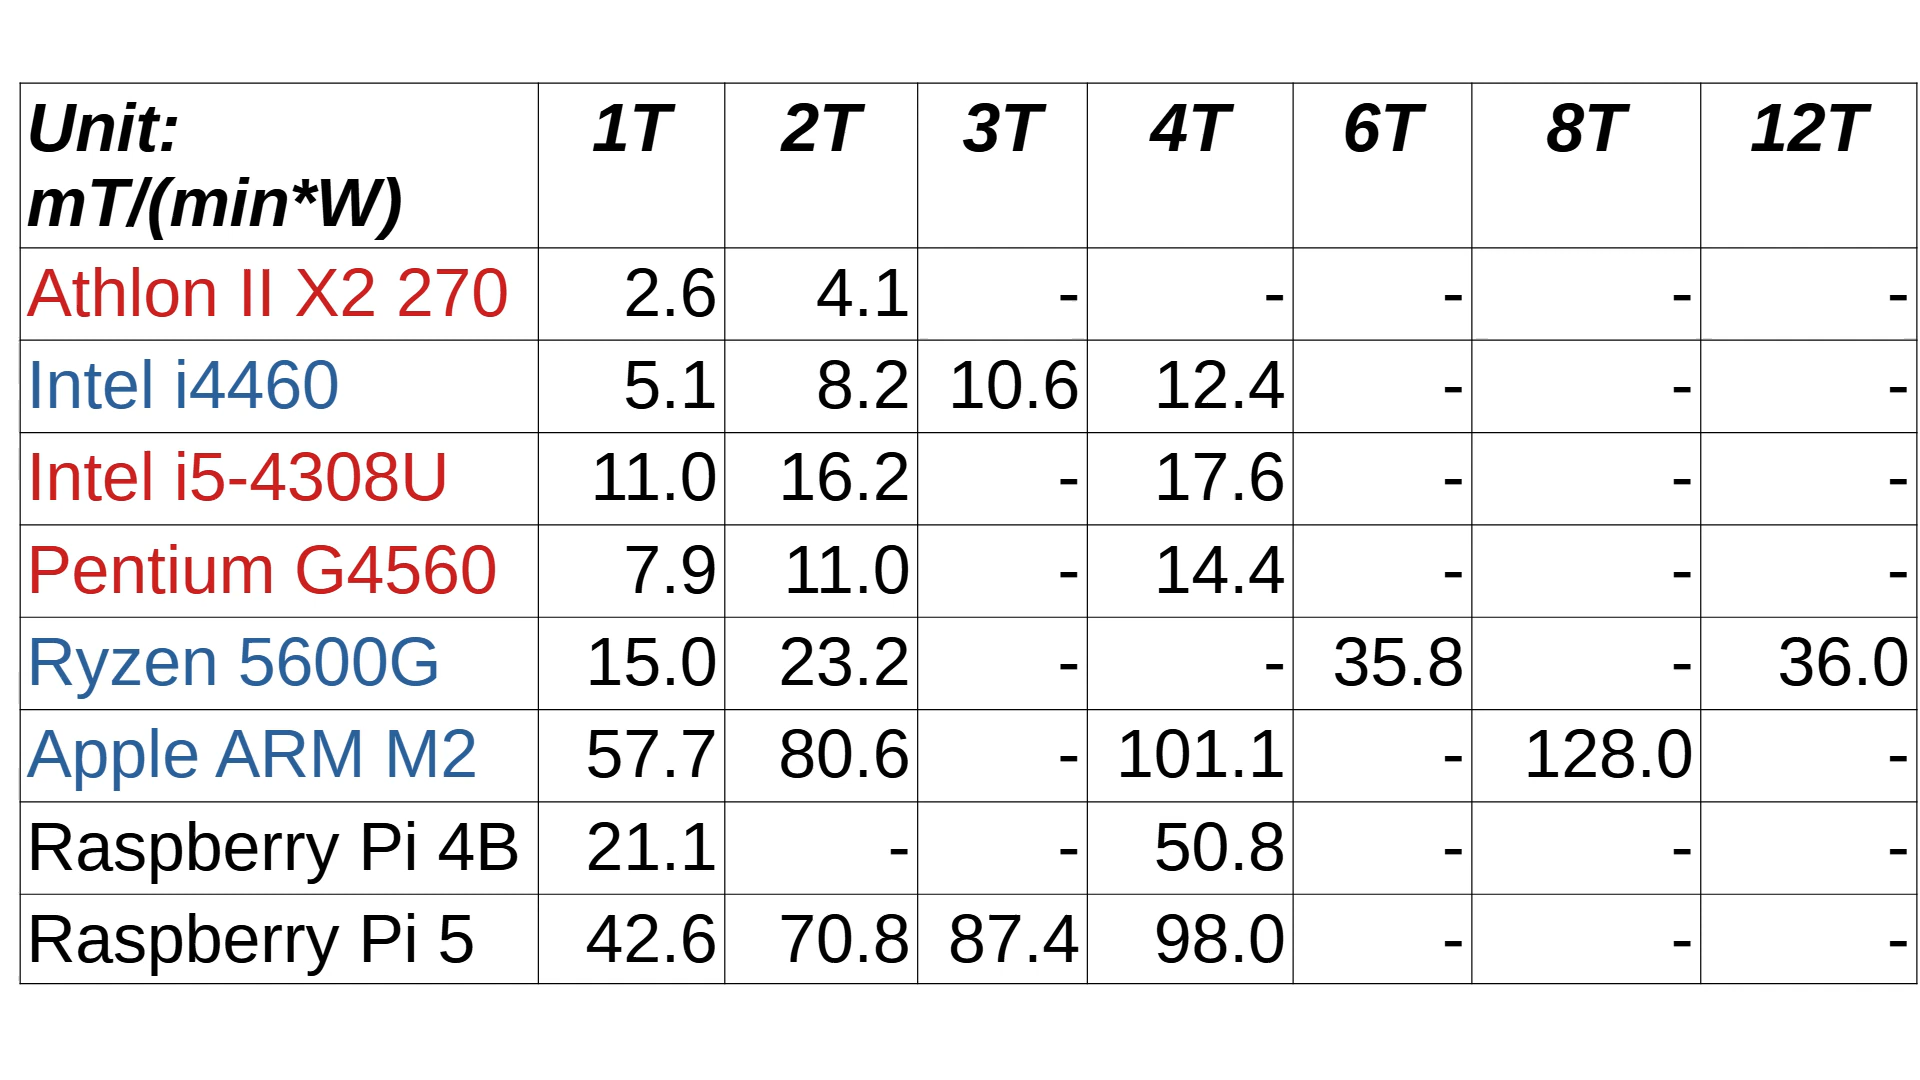 Unit: 1T 2T 3T 4T 6T 8T 12T
mT/(min*W)
Athlon II X2 270 2.6 4.1 - - - - -
Intel i4460 5.1 8.2 10.6 12.4 - - -
Intel i5-4308U 11.0 16.2 - 17.6 - - -
Pentium G4560 7.9 11.0 - 14.4 - - -
Ryzen 5600G 15.0 23.2 - - 35.8 - 36.0
Apple ARM M2 57.7 80.6 - 101.1 - 128.0 -
Raspberry Pi 4B 21.1 - - 50.8 - - -
Raspberry Pi 5 42.6 70.8 87.4 98.0 - - -